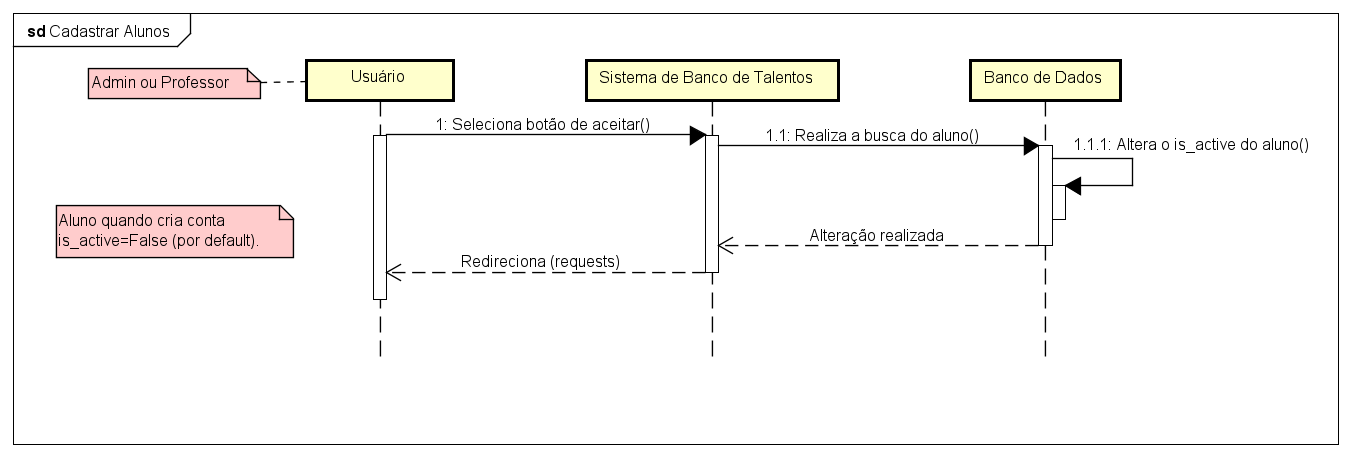 sd Cadastrar Alunos
Admin ou Professor
Usuário
Sistema de Banco de Talentos
Banco de Dados
1: Seleciona botão de aceitar()
1.1: Realiza a busca do aluno()
1.1.1: Altera o is_active do aluno()
Aluno quando cria conta
is_active=False (por default).
Alteração realizada
Redireciona (requests)